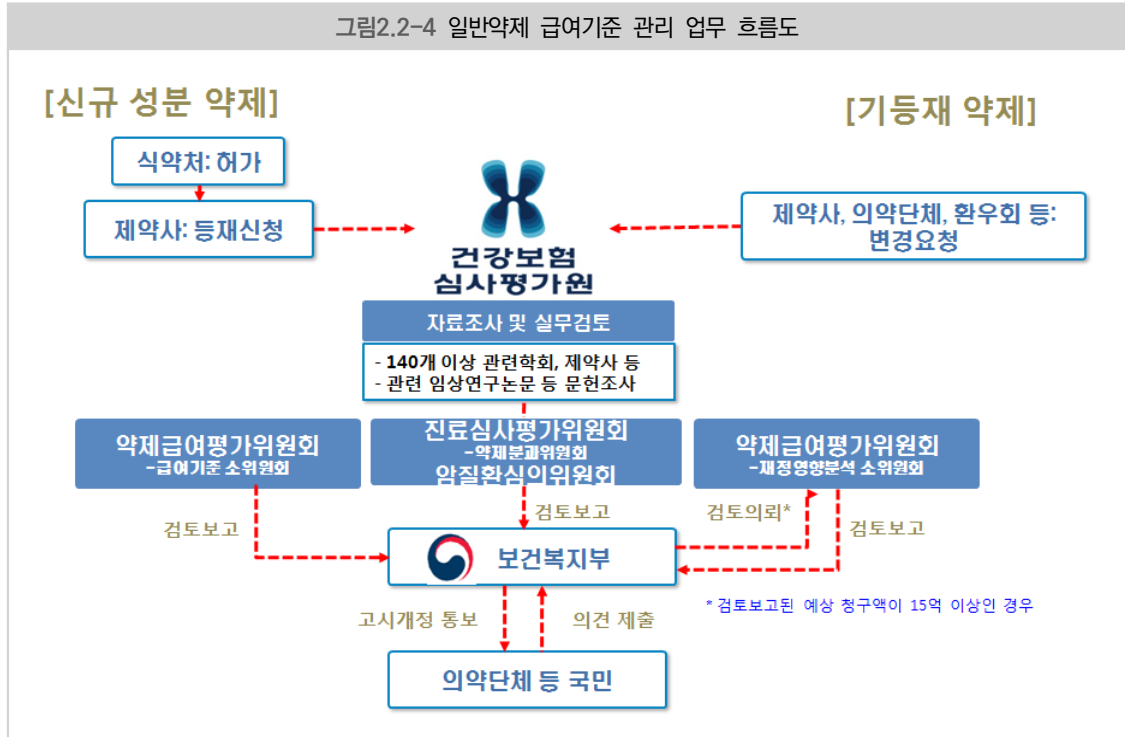 그림2.2-4 일반약제 급여기준 관리 업무 흐름도
[신규 성분 약제]
[기등재 약제]
식약처: 허가
제약사: 등재신청
제약사, 의약단체, 환우회 등:
변경요청
건강보험
심사평가원
자료조사 및 실무검토
- 140개 이상 관련학회, 제약사 등
- 관련 임상연구논문 등 문헌조사
약제급여평가위원회
-급여기준 소위원회
진료심사평가위원회
-약제분과위원회
암질환심의위원회
약제급여평가위원회
-재정영향분석 소위원회
검토보고
검토보고
검토의뢰*
검토보고
보건복지부
* 검토보고된 예상 청구액이 15억 이상인 경우
고시개정 통보
의견 제출
의약단체 등 국민